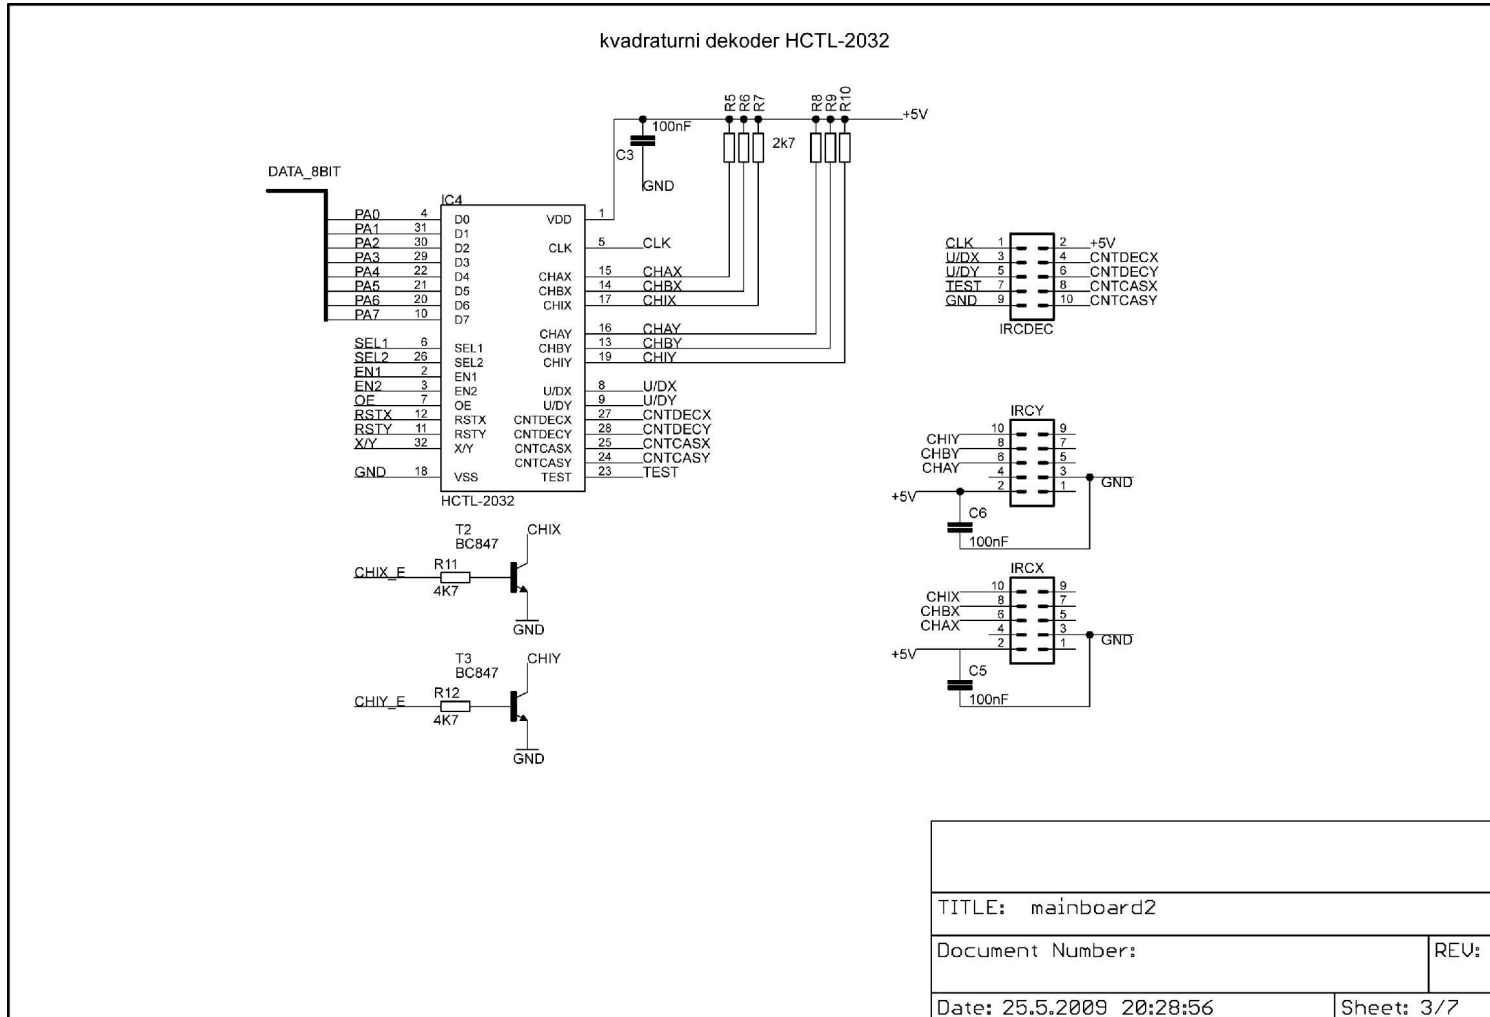 kvadraturni dekoder HCTL-2032
R5 R6 R7 R8 R9 R10
+5V
100nF
2k7
C3
GND
DATA_8BIT
IC4
PA0 4 D0 VDD 1
PA1 31 D1
PA2 30 D2 CLK 5 CLK
PA3 29 D3
PA4 22 D4 CHAX 15 CHAX
PA5 21 D5 CHBX 14 CHBX
PA6 20 D6 CHIX 17 CHIX
PA7 10 D7
CHAY 16 CHAY
SEL1 6 SEL1 CHBY 13 CHBY
SEL2 26 SEL2 CHIY 19 CHIY
EN1 2 EN1
EN2 3 EN2 U/DX 8 U/DX
OE 7 OE U/DY 9 U/DY
RSTX 12 RSTX CNTDECX 27 CNTDECX
RSTY 11 RSTY CNTDECY 28 CNTDECY
X/Y 32 X/Y CNTCASX 25 CNTCASX
CNTCASY 24 CNTCASY
GND 18 VSS TEST 23 TEST
HCTL-2032
CLK 1 2 +5V
U/DX 3 4 CNTDECX
U/DY 5 6 CNTDECY
TEST 7 8 CNTCASX
GND 9 10 CNTCASY
IRCDEC
IRCY
10 9
CHIY 8 7
CHBY 6 5
CHAY 4 3 GND
+5V 2 1
C6
100nF
T2
BC847
CHIX
CHIX_E
R11
4K7
GND
IRCX
10 9
CHIX 8 7
CHBX 6 5
CHAX 4 3 GND
+5V 2 1
C5
100nF
T3
BC847
CHIY
CHIY_E
R12
4K7
GND
TITLE: mainboard2
Document Number:
REV:
Date: 25.5.2009 20:28:56
Sheet: 3/7